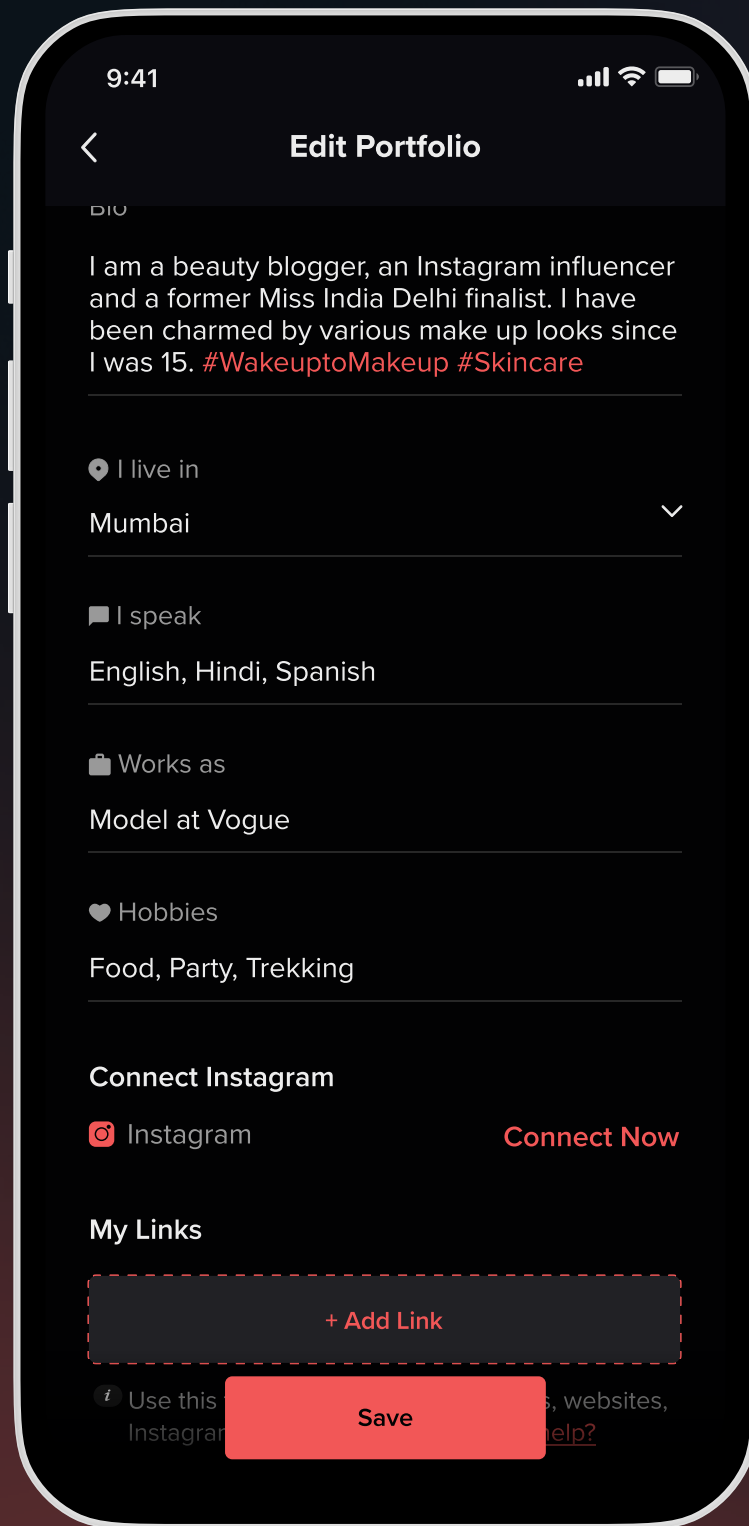 9:41
Edit Portfolio
Bio
I am a beauty blogger, an Instagram influencer
and a former Miss India Delhi finalist. I have
been charmed by various make up looks since
I was 15. #WakeuptoMakeup #Skincare
I live in
Mumbai
I speak
English, Hindi, Spanish
Works as
Model at Vogue
Hobbies
Food, Party, Trekking
Connect Instagram
Instagram
Connect Now
My Links
+ Add Link
i Use this websites,
help?
Save